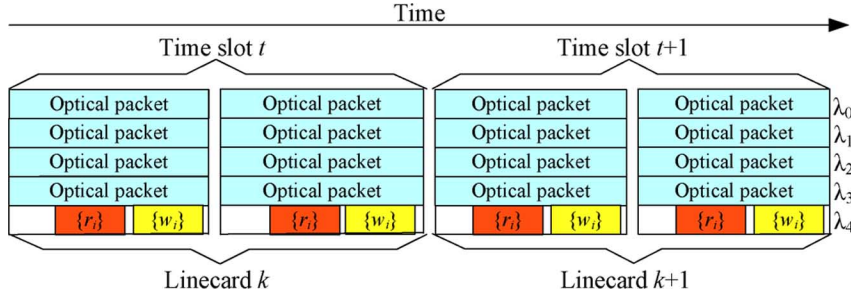 Time
Time slot t Time slot t+1
Optical packet Optical packet Optical packet Optical packet λ0
Optical packet Optical packet Optical packet Optical packet λ1
Optical packet Optical packet Optical packet Optical packet λ2
Optical packet Optical packet Optical packet Optical packet λ3
{ri} {wi} {ri} {wi} {ri} {wi} {ri} {wi} λ4
Linecard k Linecard k+1